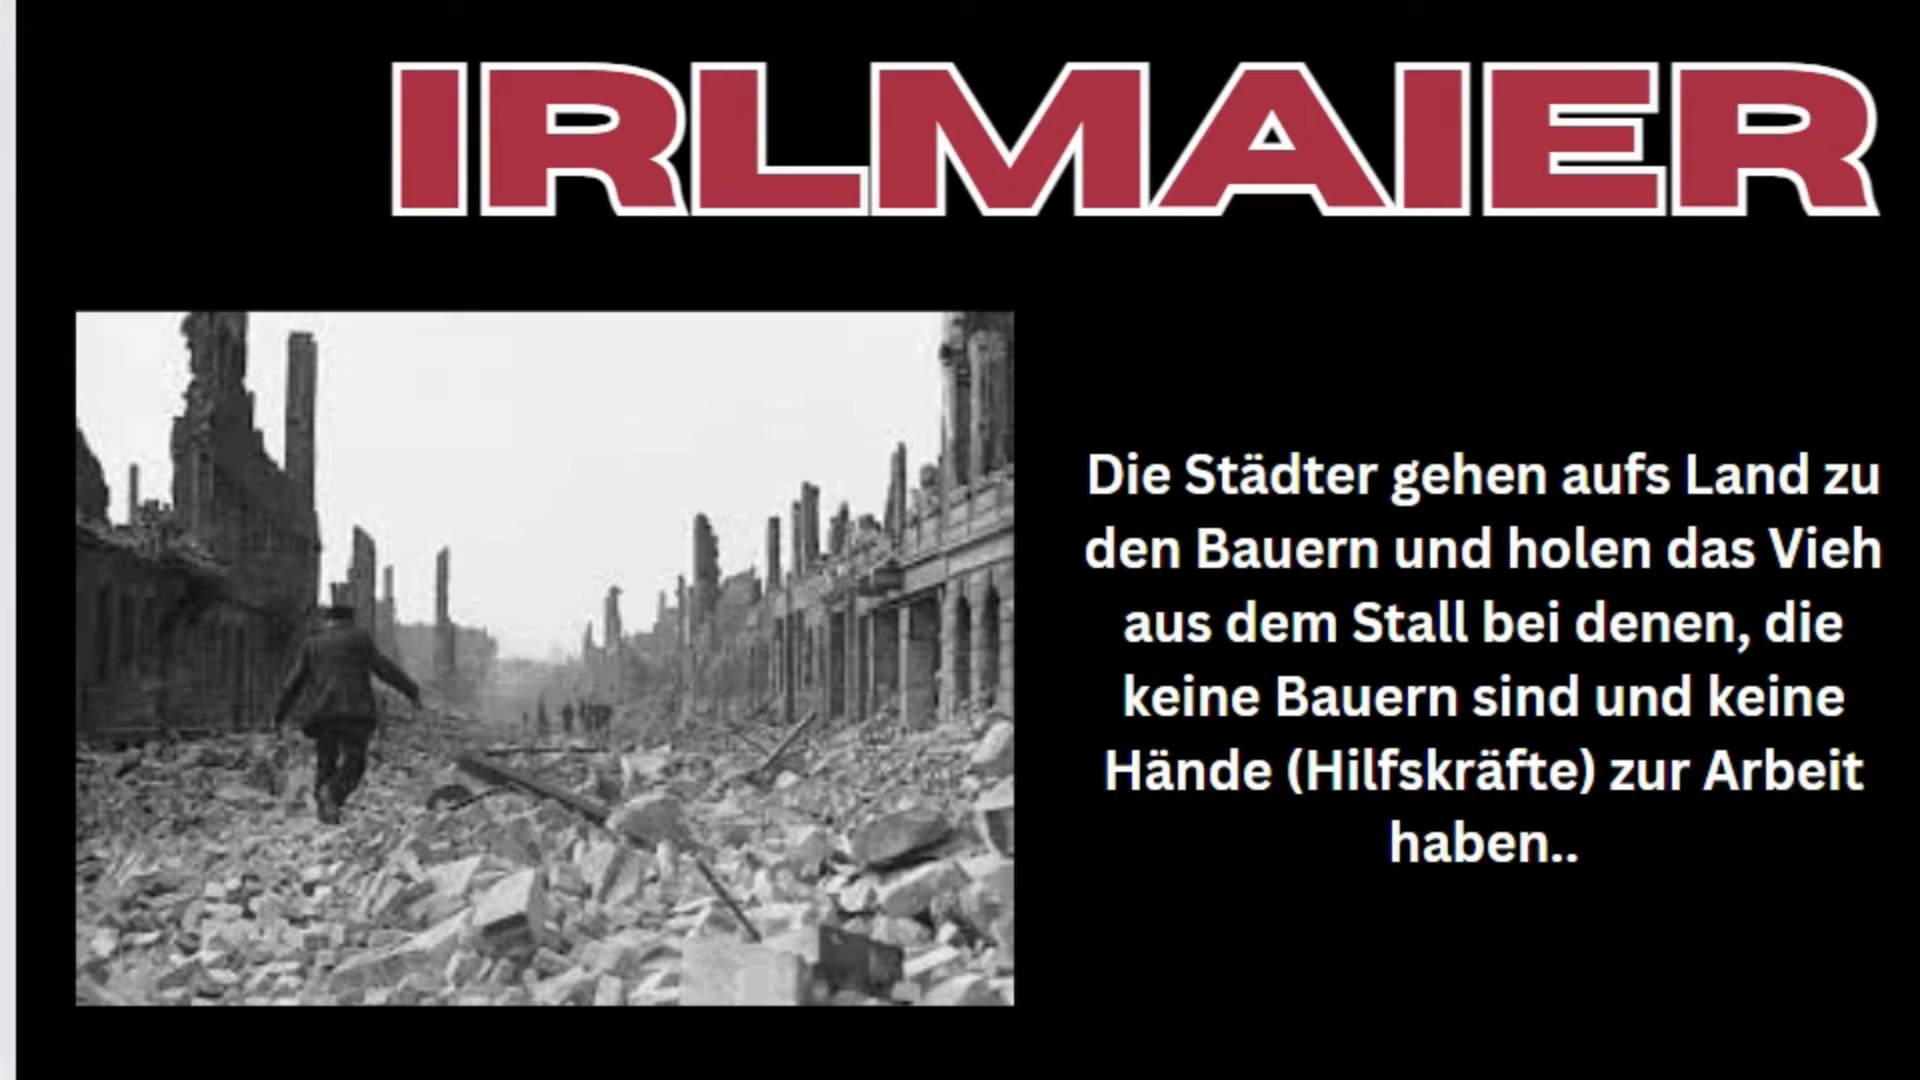 IRLMAIER
Die Städter gehen aufs Land zu
den Bauern und holen das Vieh
aus dem Stall bei denen, die
keine Bauern sind und keine
Hände (Hilfskräfte) zur Arbeit
haben..